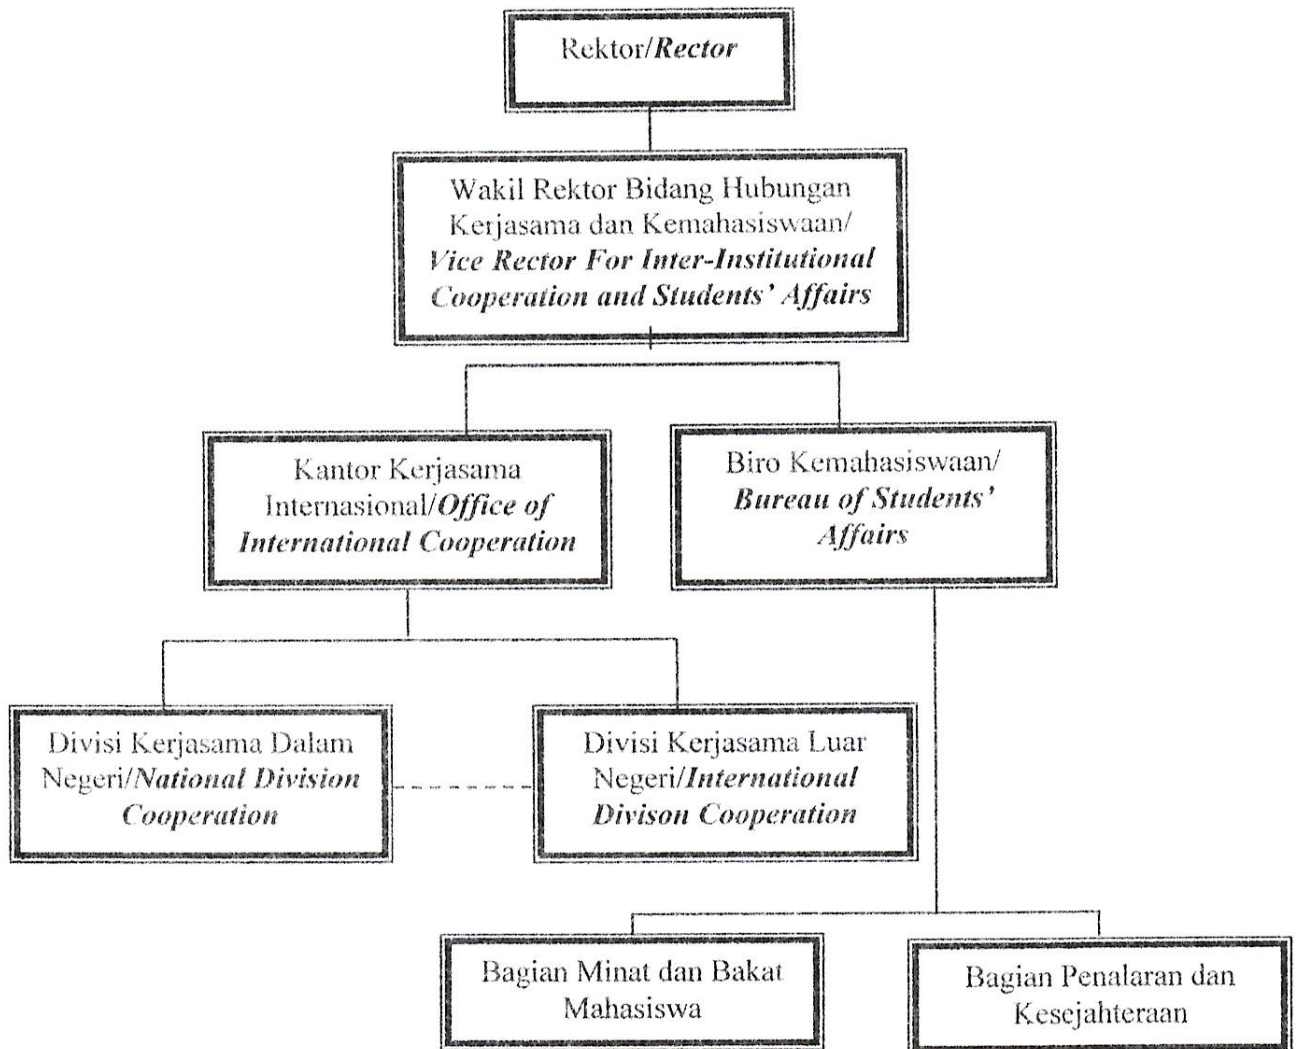 Rektor/Rector
Wakil Rektor Bidang Hubungan
Kerjasama dan Kemahasiswaan/
Vice Rector For Inter-Institutional
Cooperation and Students' Affairs
Kantor Kerjasama
Internasional/Office of
International Cooperation
Biro Kemahasiswaan/
Bureau of Students'
Affairs
Divisi Kerjasama Dalam
Negeri/National Division
Cooperation
Divisi Kerjasama Luar
Negeri/International
Divison Cooperation
Bagian Minat dan Bakat
Mahasiswa
Bagian Penalaran dan
Kesejahteraan